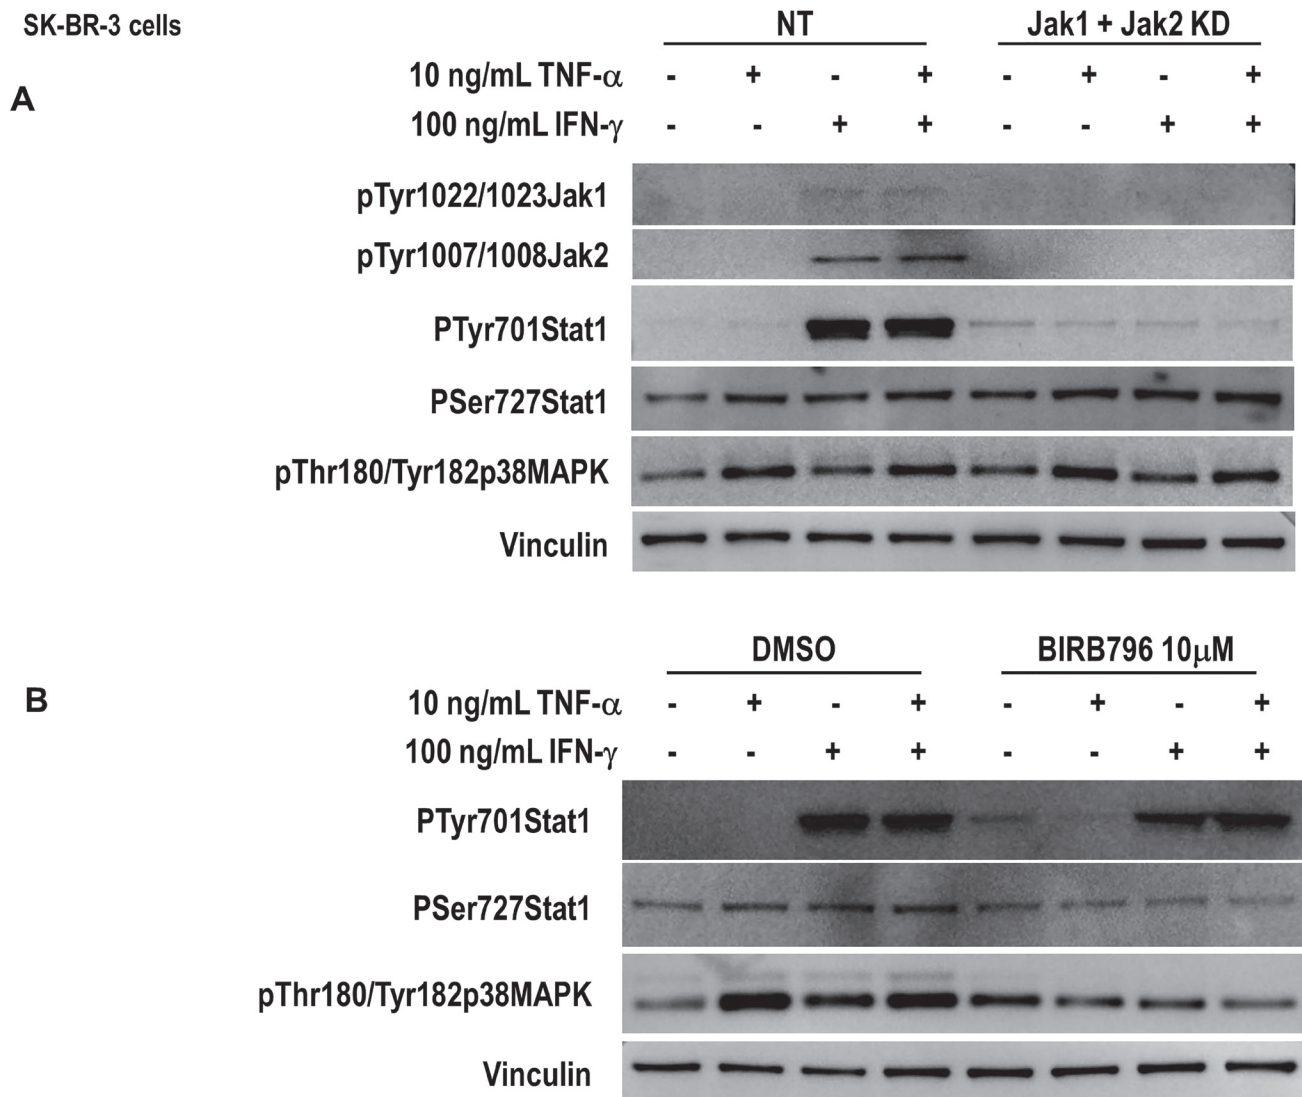 SK-BR-3 cells
NT Jak1 + Jak2 KD
A
10 ng/mL TNF-α - + - + - + - +
100 ng/mL IFN-γ - - + + - - + +
pTyr1022/1023Jak1
pTyr1007/1008Jak2
PTyr701Stat1
PSer727Stat1
pThr180/Tyr182p38MAPK
Vinculin
DMSO BIRB796 10μM
B
10 ng/mL TNF-α - + - + - + - +
100 ng/mL IFN-γ - - + + - - + +
PTyr701Stat1
PSer727Stat1
pThr180/Tyr182p38MAPK
Vinculin